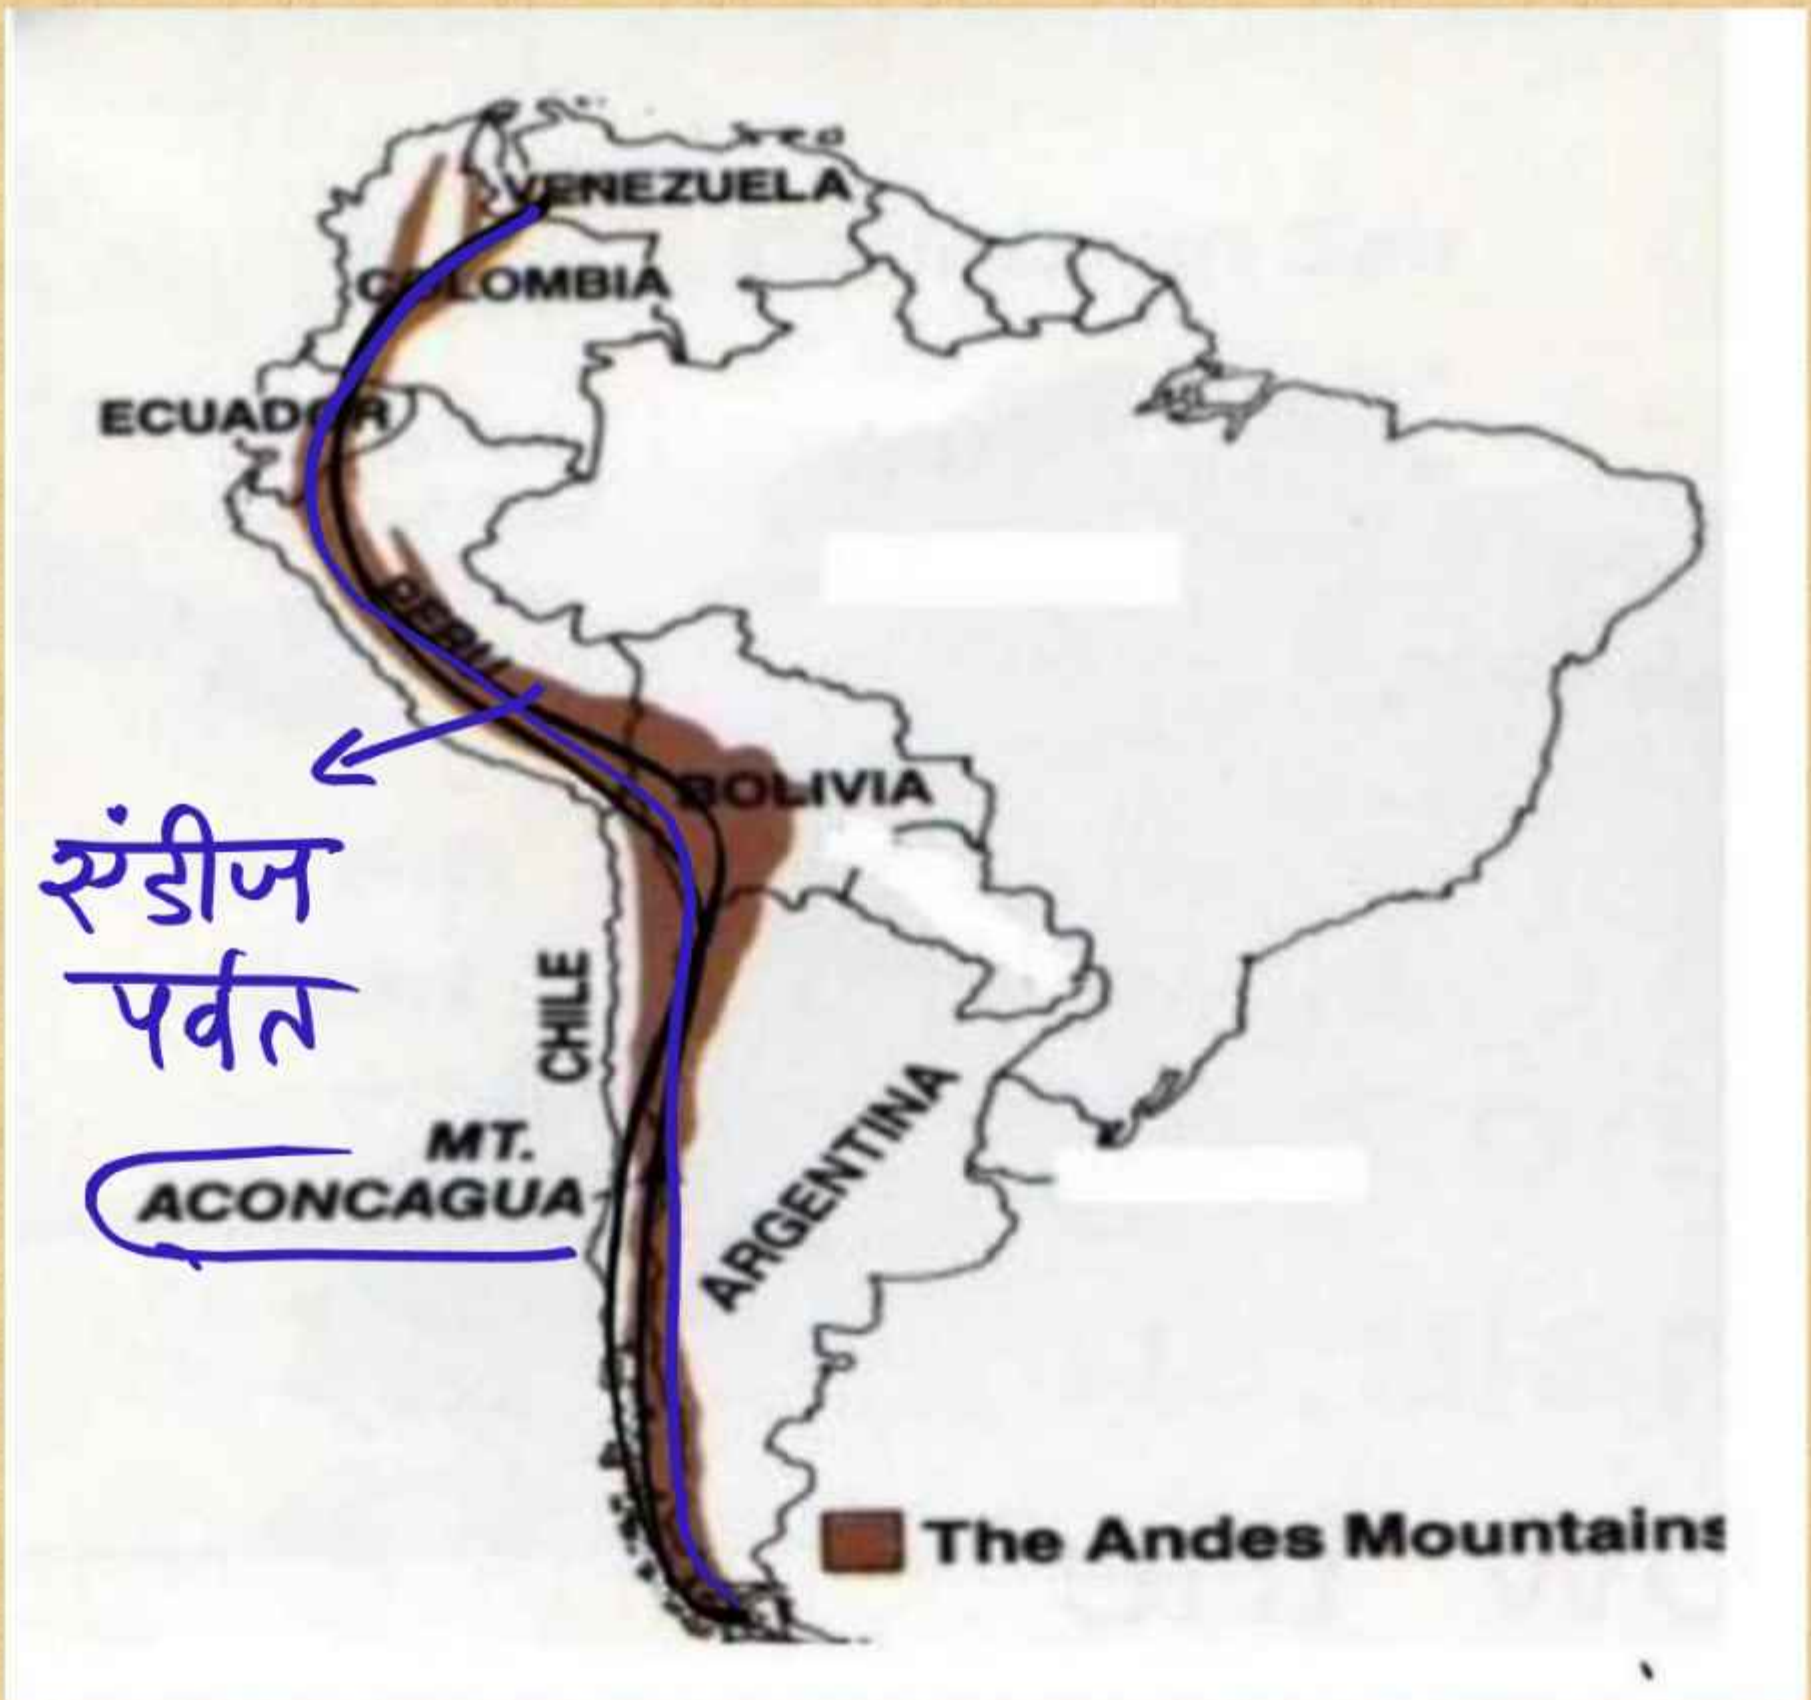 VENEZUELA
COLOMBIA
ECUADOR
PERU
BOLIVIA
एंडीज
पर्वत
CHILE
MT.
ACONCAGUA
ARGENTINA
The Andes Mountains